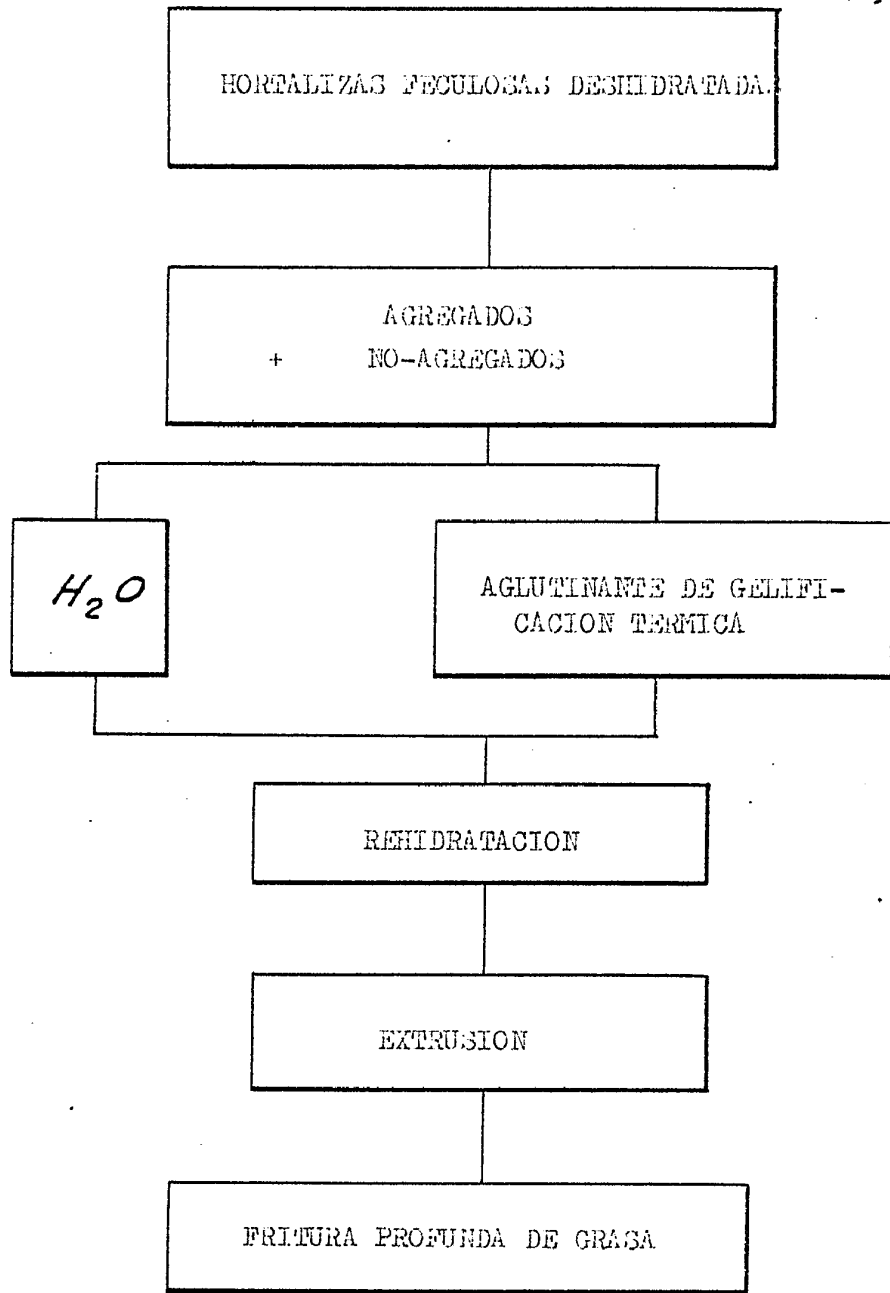 HORTALIZAS FECULOSAS DESHIDRATADAS
AGREGADOS
+ NO-AGREGADOS
H₂O
AGLUTINANTE DE GELIFI-
CACION TERMICA
REHIDRATACION
EXTRUSION
FRITURA PROFUNDA DE GRASA